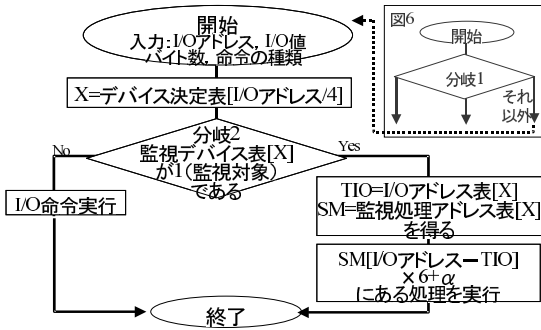 開始
入力:I/Oアドレス, I/O値
バイト数, 命令の種類
図6
開始
分岐1
それ
以外
X=デバイス決定表[I/Oアドレス/4]
分岐2
監視デバイス表[X]
が1(監視対象)
である
No
Yes
I/O命令実行
TIO=I/Oアドレス表[X]
SM=監視処理アドレス表[X]
を得る
SM[I/OアドレスーTIO]
×6+α
にある処理を実行
終了